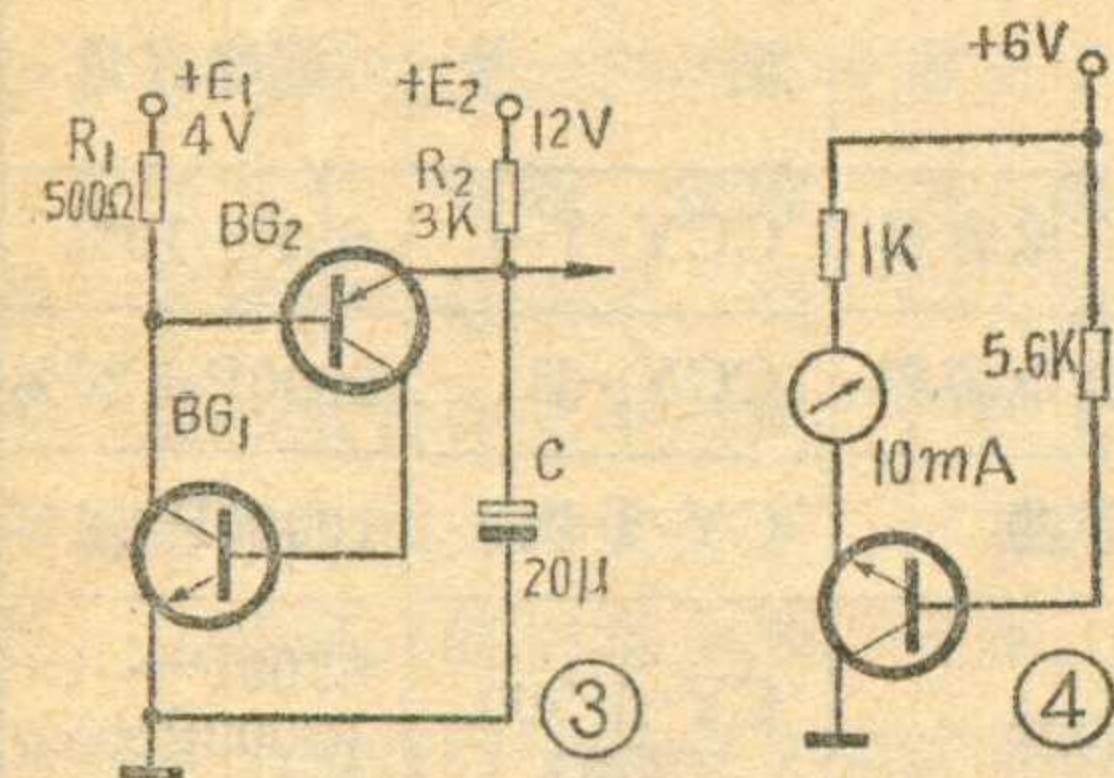 +E1
4V
R1
500Ω
+E2
12V
R2
3K
BG2
BG1
C
20μ
③
+6V
1K
5.6K
10mA
④